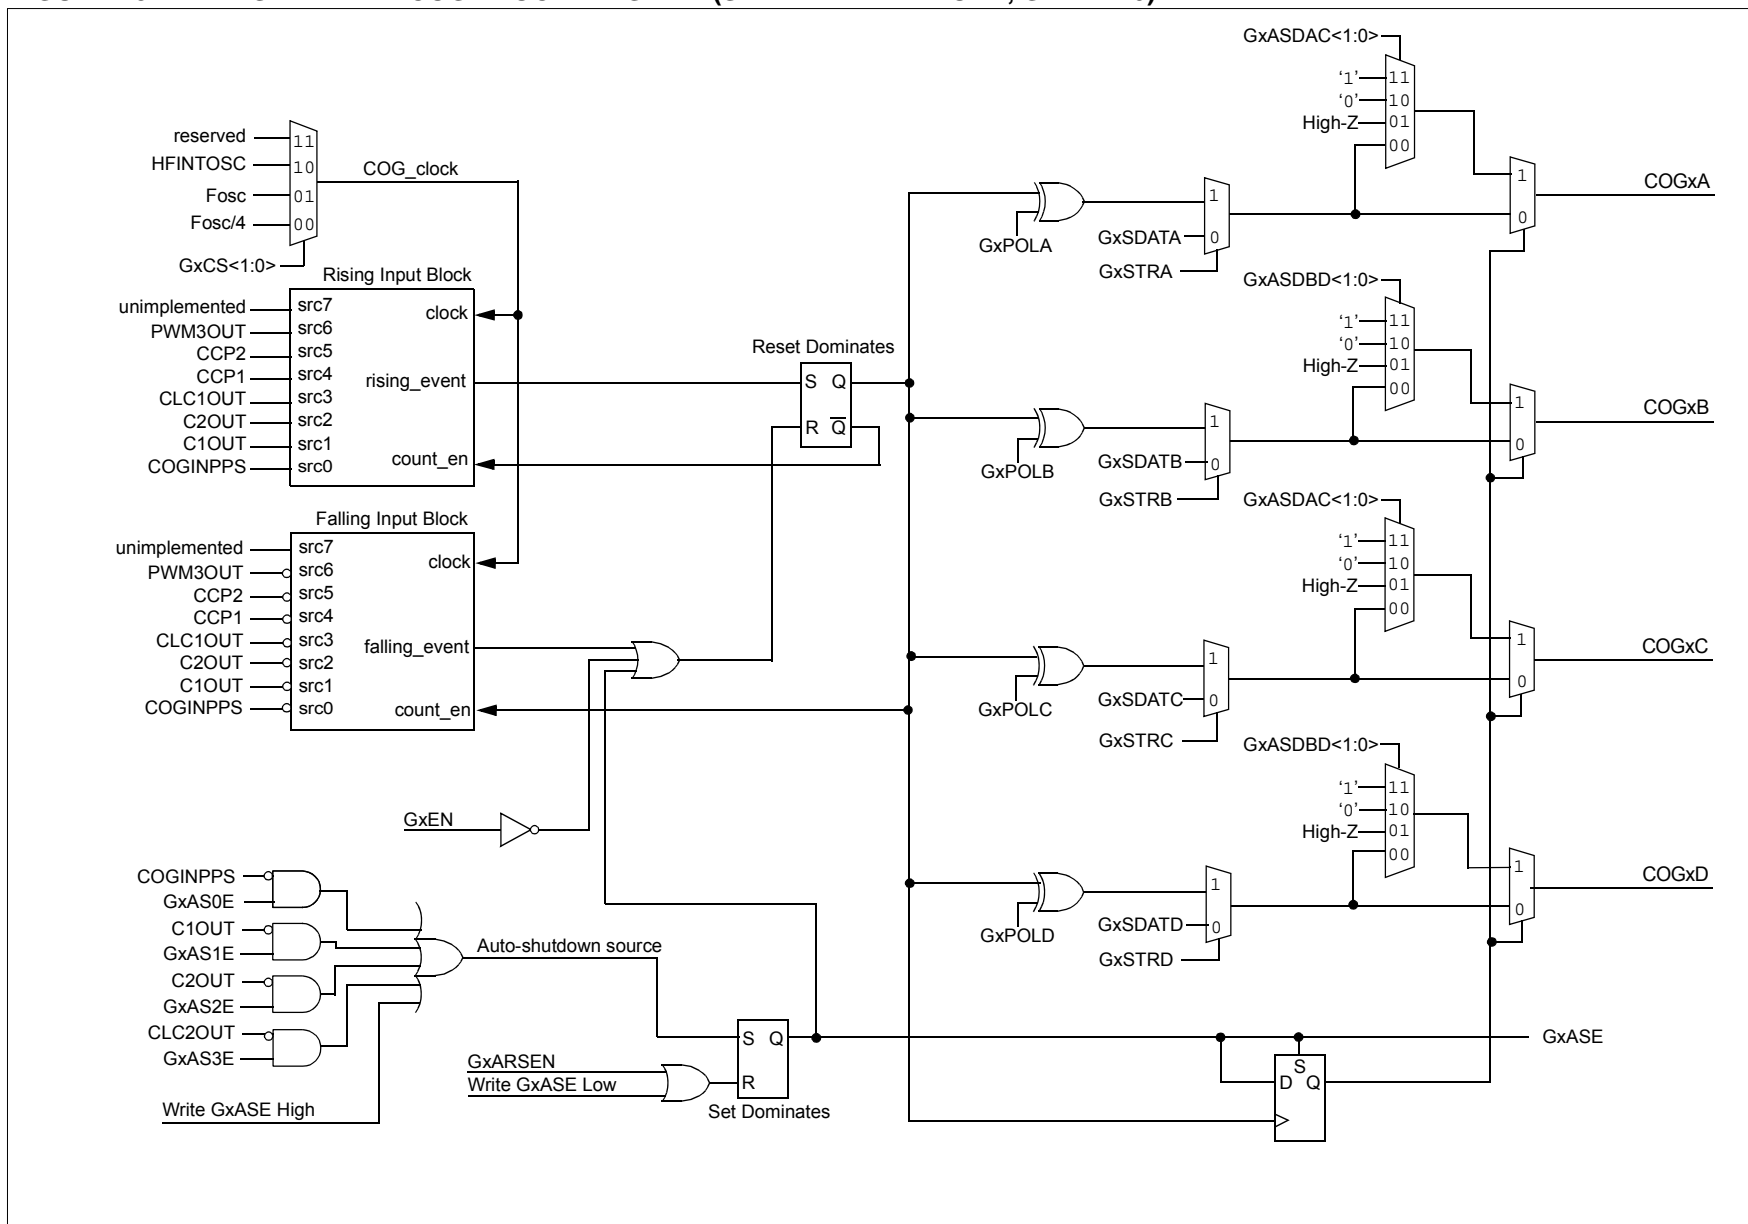 GxASDAC<1:0>
'1' 11
'0' 10
High-Z 01
00
reserved 11
HFINTOSC 10
Fosc 01
Fosc/4 00
GxCS<1:0>
COG_clock
1
0
COGxA
GxPOLA
1
GxSDATA 0
GxSTRA
Rising Input Block
unimplemented src7
PWM3OUT src6
CCP2 src5
CCP1 src4
CLC1OUT src3
C2OUT src2
C1OUT src1
COGINPPS src0
clock
rising_event
count_en
Reset Dominates
S Q
R Q̅
GxASDBD<1:0>
'1' 11
'0' 10
High-Z 01
00
1
0
COGxB
GxPOLB
1
GxSDATB 0
GxSTRB
Falling Input Block
unimplemented src7
PWM3OUT src6
CCP2 src5
CCP1 src4
CLC1OUT src3
C2OUT src2
C1OUT src1
COGINPPS src0
clock
falling_event
count_en
GxASDAC<1:0>
'1' 11
'0' 10
High-Z 01
00
1
0
COGxC
GxPOLC
1
GxSDATC 0
GxSTRC
GxEN
GxASDBD<1:0>
'1' 11
'0' 10
High-Z 01
00
1
0
COGxD
GxPOLD
1
GxSDATD 0
GxSTRD
COGINPPS
GxAS0E
C1OUT
GxAS1E
C2OUT
GxAS2E
CLC2OUT
GxAS3E
Write GxASE High
Auto-shutdown source
GxARSEN
Write GxASE Low
S Q
R
Set Dominates
GxASE
S
D Q